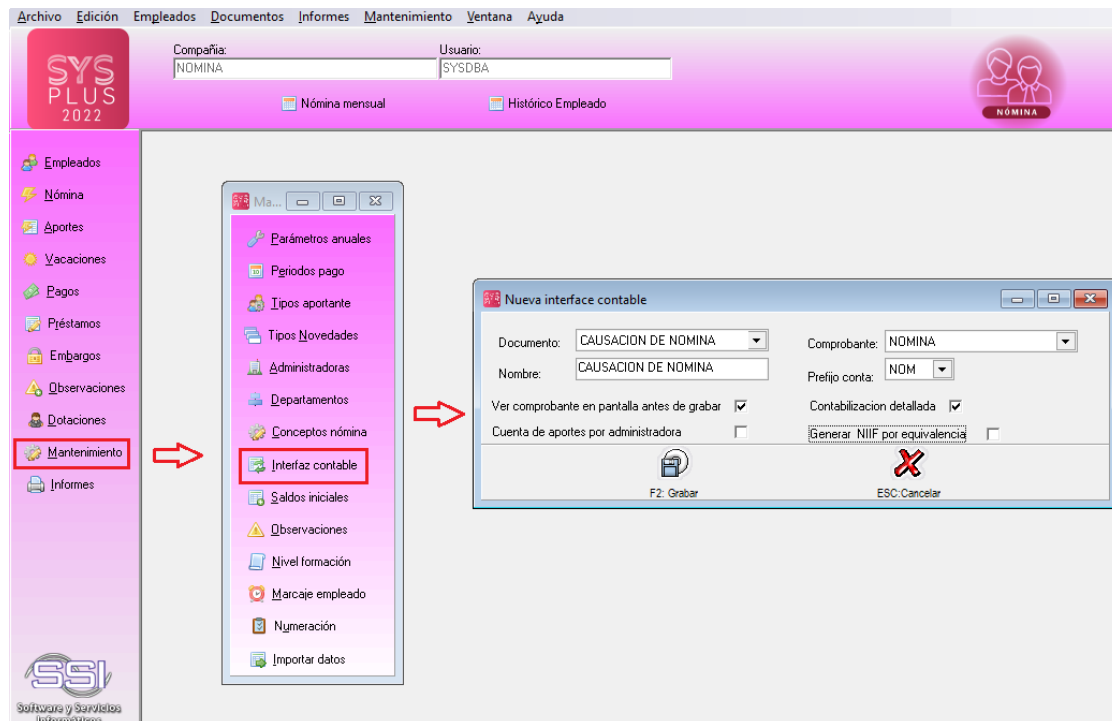 Archivo Edición Empleados Documentos Informes Mantenimiento Ventana Ayuda
SYS
PLUS
2022
Compañia:
NOMINA
Usuario:
SYSDBA
Nómina mensual
Histórico Empleado
NÓMINA
Empleados
Nómina
Aportes
Vacaciones
Pagos
Préstamos
Embargos
Observaciones
Dotaciones
Mantenimiento
Informes
SSI
Software y Servicios
Informáticos
Ma...
Parámetros anuales
Periodos pago
Tipos aportante
Tipos Novedades
Administradoras
Departamentos
Conceptos nómina
Interfaz contable
Saldos iniciales
Observaciones
Nivel formación
Marcaje empleado
Numeración
Importar datos
Nueva interface contable
Documento: CAUSACION DE NOMINA
Comprobante: NOMINA
Nombre: CAUSACION DE NOMINA
Prefijo conta: NOM
Ver comprobante en pantalla antes de grabar
Contabilizacion detallada
Cuenta de aportes por administradora
Generar NIIF por equivalencia
F2: Grabar
ESC:Cancelar